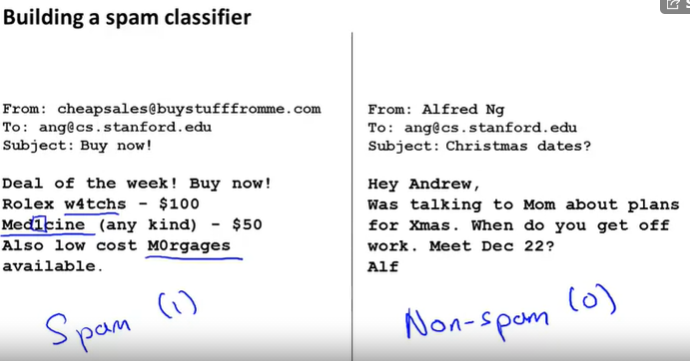 Building a spam classifier
From: cheapsales@buystufffromme.com
To: ang@cs.stanford.edu
Subject: Buy now!
Deal of the week! Buy now!
Rolex w4tchs - $100
Med1cine (any kind) - $50
Also low cost M0rgages
available.
Spam (1)
From: Alfred Ng
To: ang@cs.stanford.edu
Subject: Christmas dates?
Hey Andrew,
Was talking to Mom about plans
for Xmas. When do you get off
work. Meet Dec 22?
Alf
Non-spam (0)